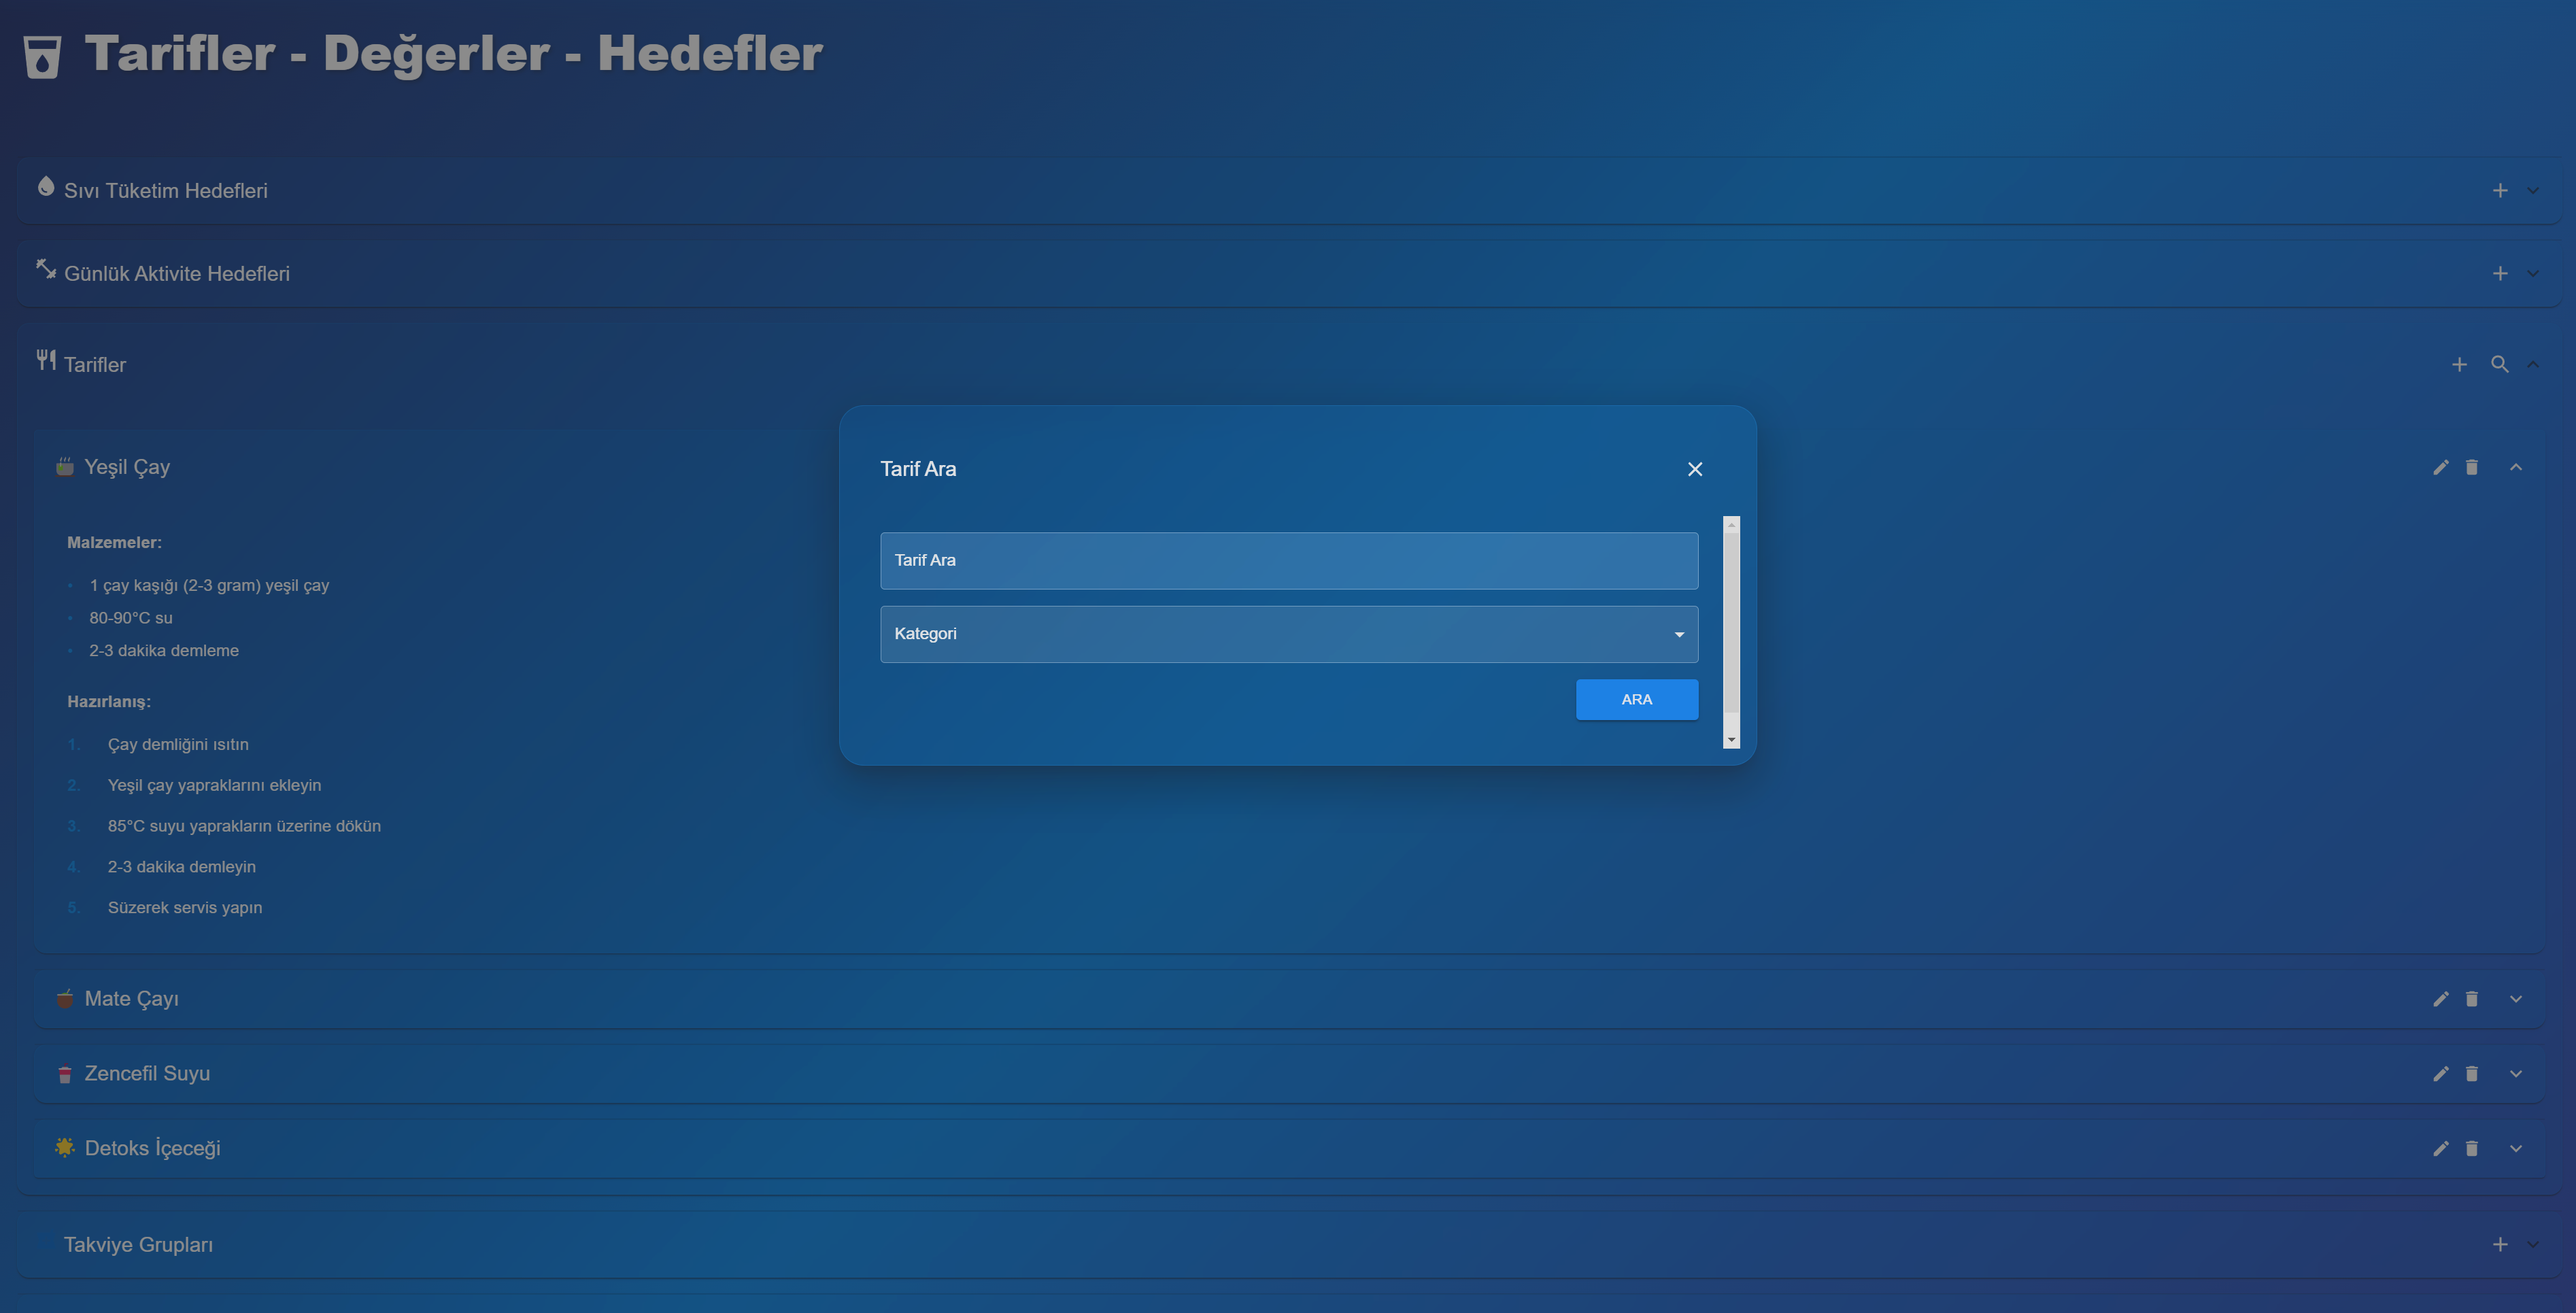 Tarifler - Değerler - Hedefler
Sıvı Tüketim Hedefleri
Günlük Aktivite Hedefleri
Tarifler
Yeşil Çay
Malzemeler:
• 1 çay kaşığı (2-3 gram) yeşil çay
• 80-90°C su
• 2-3 dakika demleme
Hazırlanış:
1. Çay demliğini ısıtın
2. Yeşil çay yapraklarını ekleyin
3. 85°C suyu yaprakların üzerine dökün
4. 2-3 dakika demleyin
5. Süzerek servis yapın
Tarif Ara
Tarif Ara
Kategori
ARA
Mate Çayı
Zencefil Suyu
Detoks İçeceği
Takviye Grupları